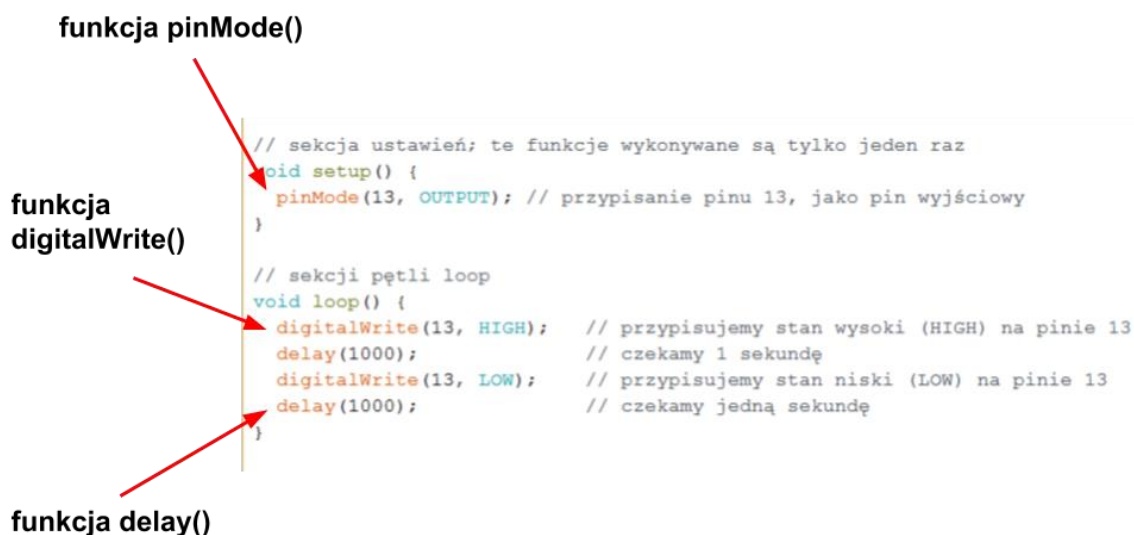 funkcja pinMode()
// sekcja ustawień; te funkcje wykonywane są tylko jeden raz
void setup() {
pinMode(13, OUTPUT); // przypisanie pinu 13, jako pin wyjściowy
}
funkcja
digitalWrite()
// sekcji pętli loop
void loop() {
digitalWrite(13, HIGH); // przypisujemy stan wysoki (HIGH) na pinie 13
delay(1000); // czekamy 1 sekundę
digitalWrite(13, LOW); // przypisujemy stan niski (LOW) na pinie 13
delay(1000); // czekamy jedną sekundę
}
funkcja delay()